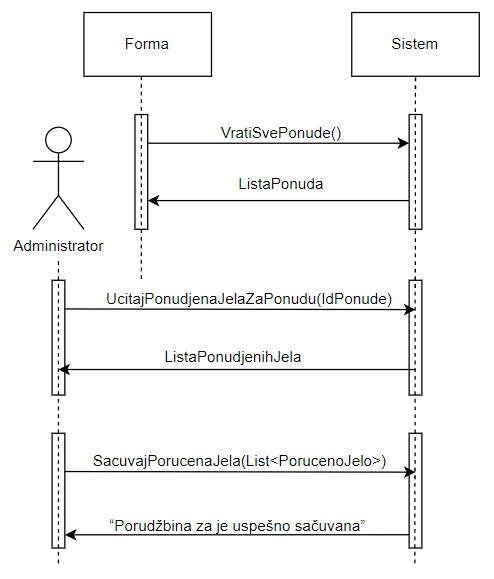 Forma
Sistem
VratiSvePonude()
ListaPonuda
Administrator
UcitajPonudjenaJelaZaPonudu(IdPonude)
ListaPonudjenihJela
SacuvajPorucenaJela(List<PorucenoJelo>)
“Porudžbina za je uspešno sačuvana”